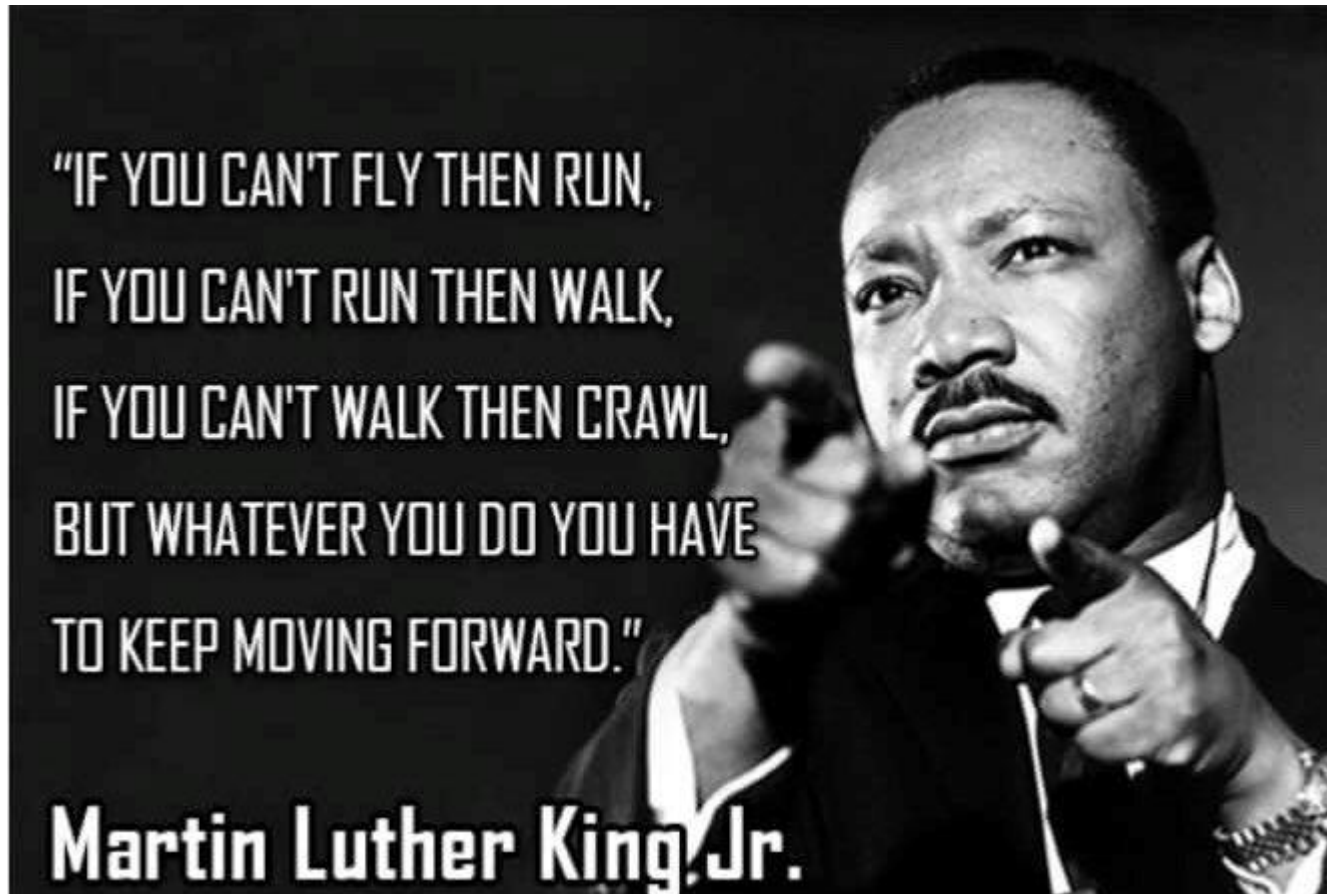 “IF YOU CAN'T FLY THEN RUN,
IF YOU CAN'T RUN THEN WALK,
IF YOU CAN'T WALK THEN CRAWL,
BUT WHATEVER YOU DO YOU HAVE
TO KEEP MOVING FORWARD.”
Martin Luther King Jr.